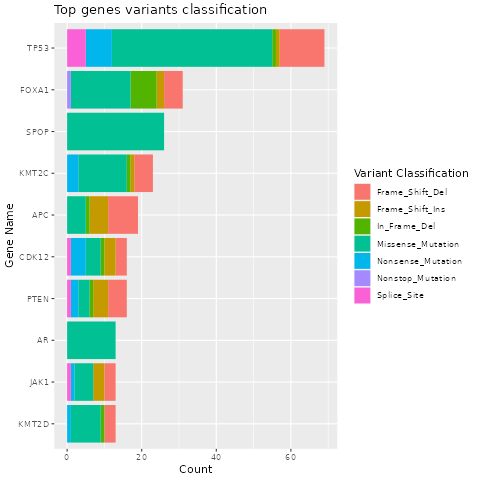 Top genes variants classification
TP53
FOXA1
SPOP
KMT2C
APC
CDK12
PTEN
AR
JAK1
KMT2D
Gene Name
0 20 40 60
Count
Variant Classification
Frame_Shift_Del
Frame_Shift_Ins
In_Frame_Del
Missense_Mutation
Nonsense_Mutation
Nonstop_Mutation
Splice_Site